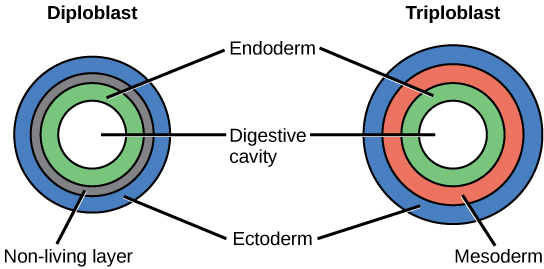 Diploblast
Triploblast
Endoderm
Digestive
cavity
Ectoderm
Non-living layer
Mesoderm